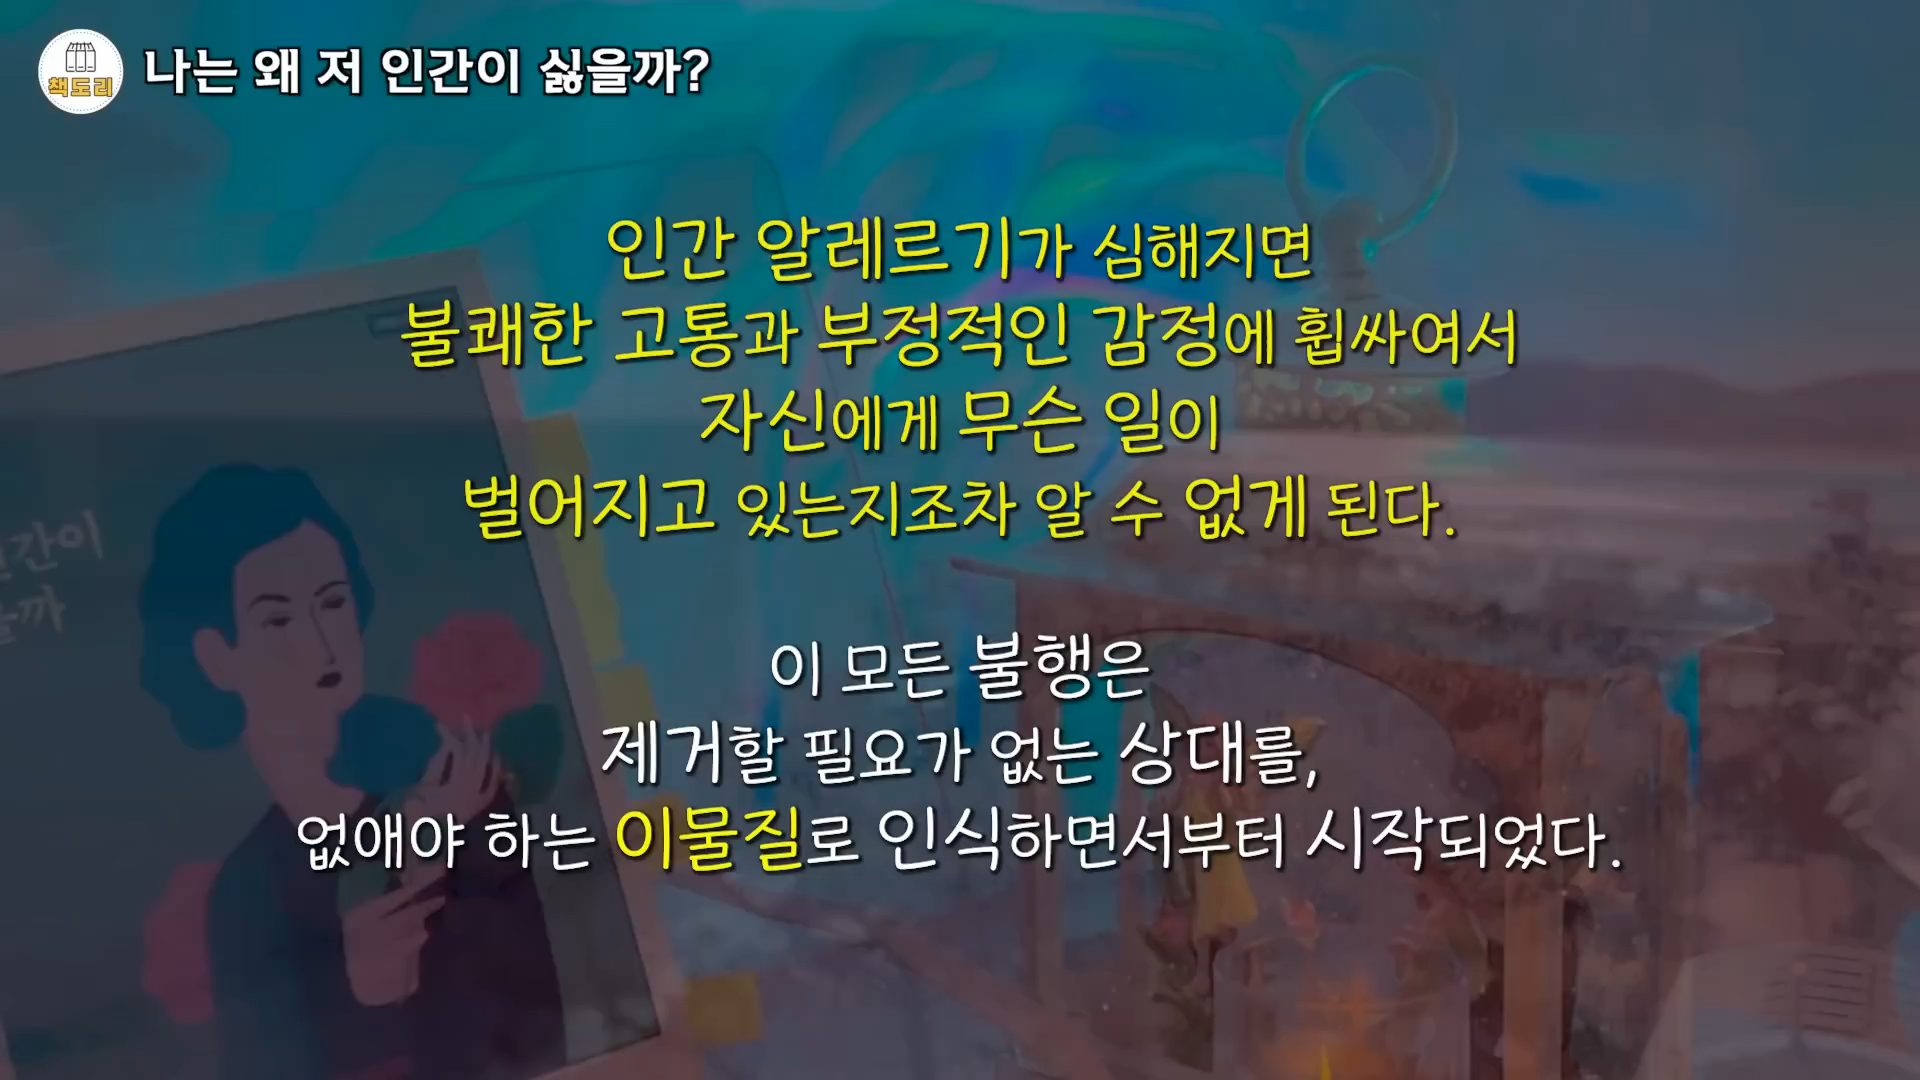 책도리
나는 왜 저 인간이 싫을까?
인간 알레르기가 심해지면
불쾌한 고통과 부정적인 감정에 휩싸여서
자신에게 무슨 일이
벌어지고 있는지조차 알 수 없게 된다.
인간이
을까
이 모든 불행은
제거할 필요가 없는 상대를,
없애야 하는 이물질로 인식하면서부터 시작되었다.